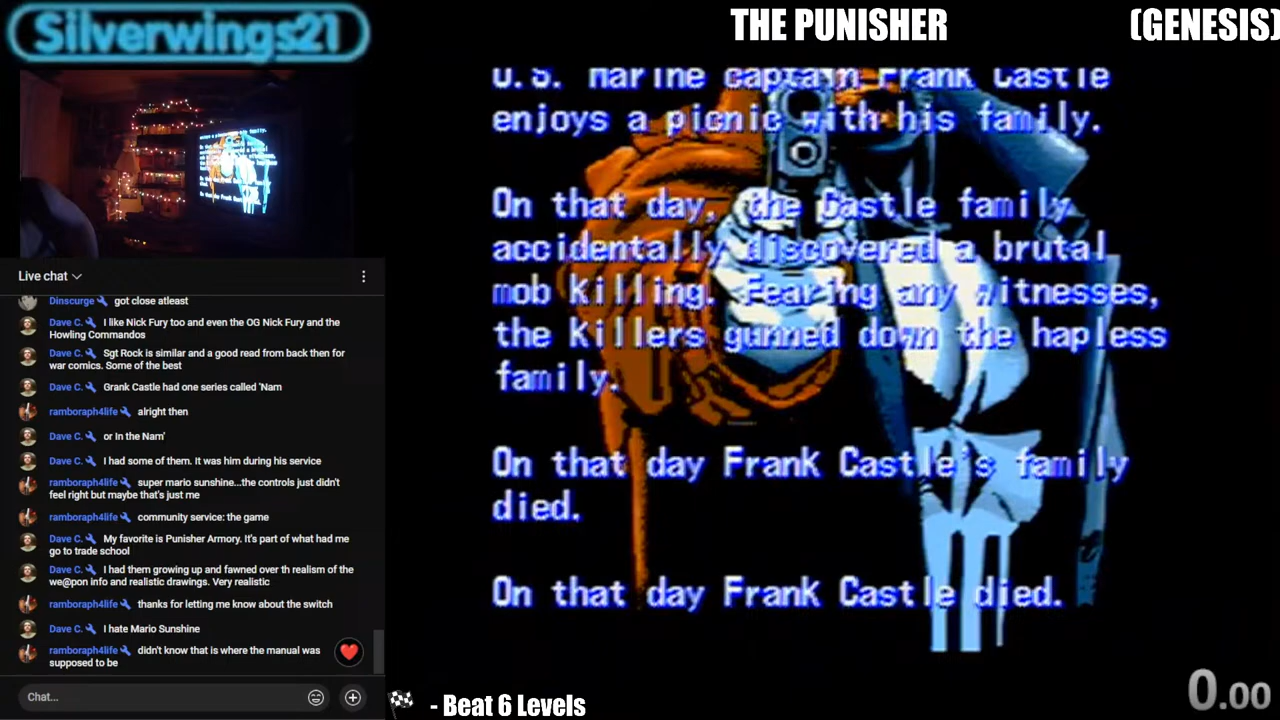 Silverwings21
THE PUNISHER
(GENESIS)
U.S. marine captain Frank Castle
enjoys a picnic with his family.
On that day, the Castle family
accidentally discovered a brutal
mob killing. Fearing any witnesses,
the killers gunned down the hapless
family.
On that day Frank Castle's family
died.
On that day Frank Castle died.
Live chat
Dinscurge got close atleast
Dave C. I like Nick Fury too and even the OG Nick Fury and the
Howling Commandos
Dave C. Sgt Rock is similar and a good read from back then for
war comics. Some of the best
Dave C. Grank Castle had one series called 'Nam
ramboraph4life alright then
Dave C. or In the Nam'
Dave C. I had some of them. It was him during his service
ramboraph4life super mario sunshine...the controls just didn't
feel right but maybe that's just me
ramboraph4life community service: the game
Dave C. My favorite is Punisher Armory. It's part of what had me
go to trade school
Dave C. I had them growing up and fawned over th realism of the
we@pon info and realistic drawings. Very realistic
ramboraph4life thanks for letting me know about the switch
Dave C. I hate Mario Sunshine
ramboraph4life didn't know that is where the manual was
supposed to be
Chat...
- Beat 6 Levels
0.00